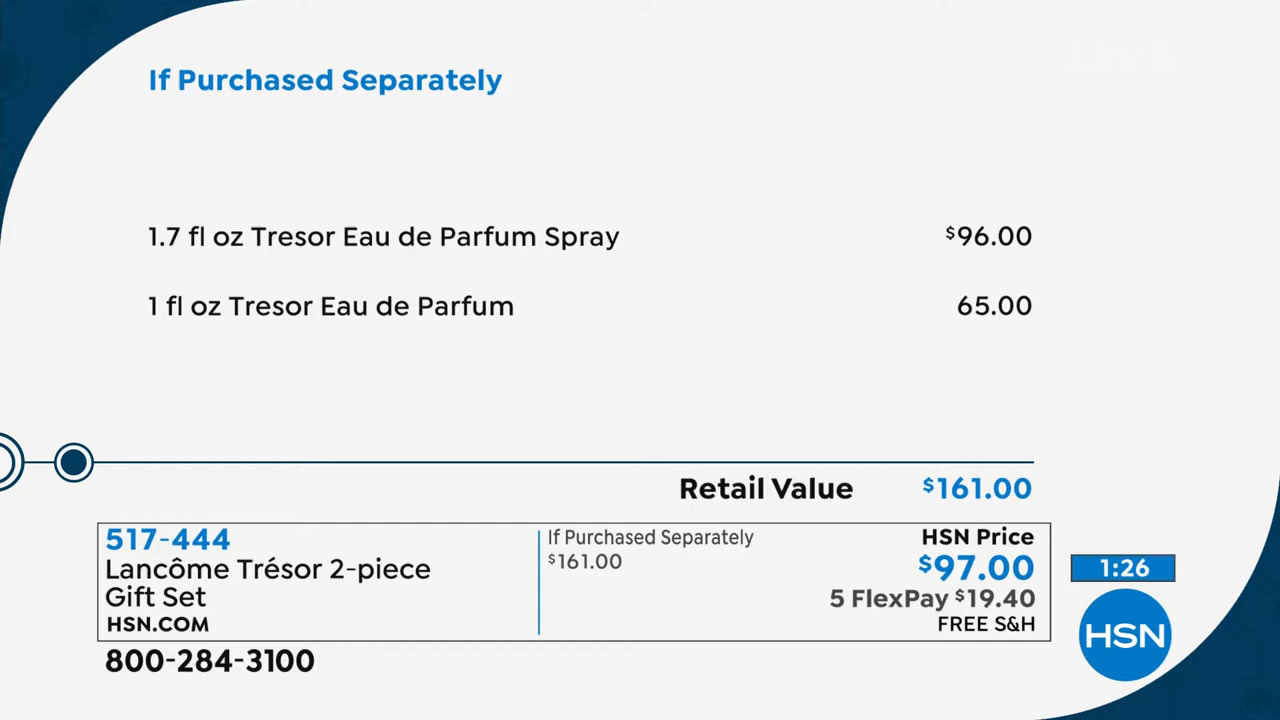 If Purchased Separately
1.7 fl oz Tresor Eau de Parfum Spray $96.00
1 fl oz Tresor Eau de Parfum 65.00
Retail Value $161.00
517-444
Lancôme Trésor 2-piece
Gift Set
HSN.COM
If Purchased Separately
$161.00
HSN Price
$97.00
5 FlexPay $19.40
FREE S&H
1:26
HSN
800-284-3100